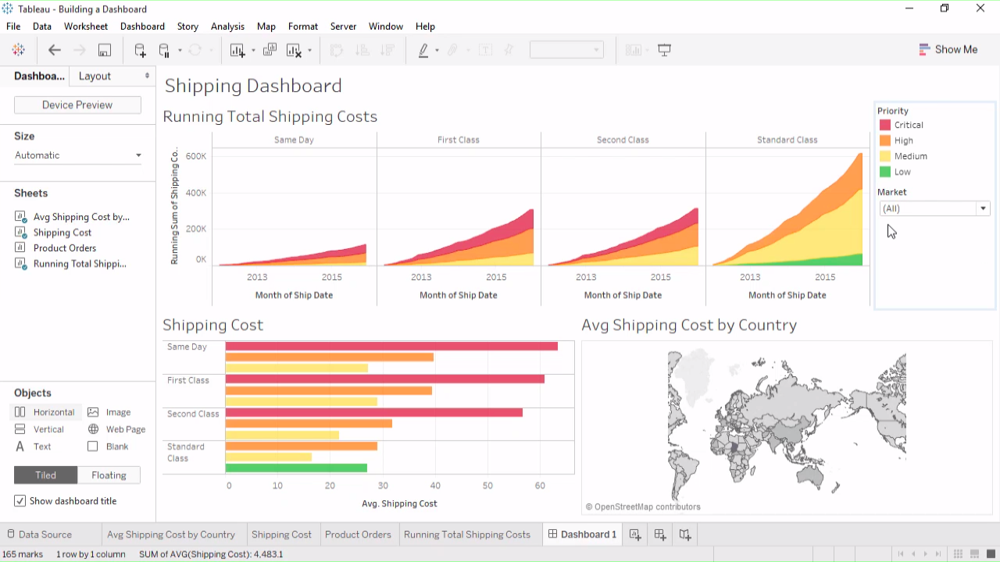 Tableau - Building a Dashboard
File Data Worksheet Dashboard Story Analysis Map Format Server Window Help
Show Me
Dashboa... Layout
Device Preview
Size
Automatic
Sheets
Avg Shipping Cost by...
Shipping Cost
Product Orders
Running Total Shippi...
Objects
Horizontal Image
Vertical Web Page
Text Blank
Tiled Floating
Show dashboard title
Shipping Dashboard
Running Total Shipping Costs
Same Day First Class Second Class Standard Class
Running Sum of Shipping Co..
600K
400K
200K
0K
2013 2015 2013 2015 2013 2015 2013 2015
Month of Ship Date Month of Ship Date Month of Ship Date Month of Ship Date
Priority
Critical
High
Medium
Low
Market
(All)
Shipping Cost
Same Day
First Class
Second Class
Standard
Class
0 10 20 30 40 50 60
Avg. Shipping Cost
Avg Shipping Cost by Country
© OpenStreetMap contributors
Data Source Avg Shipping Cost by Country Shipping Cost Product Orders Running Total Shipping Costs Dashboard 1
165 marks 1 row by 1 column SUM of AVG(Shipping Cost): 4,483.1